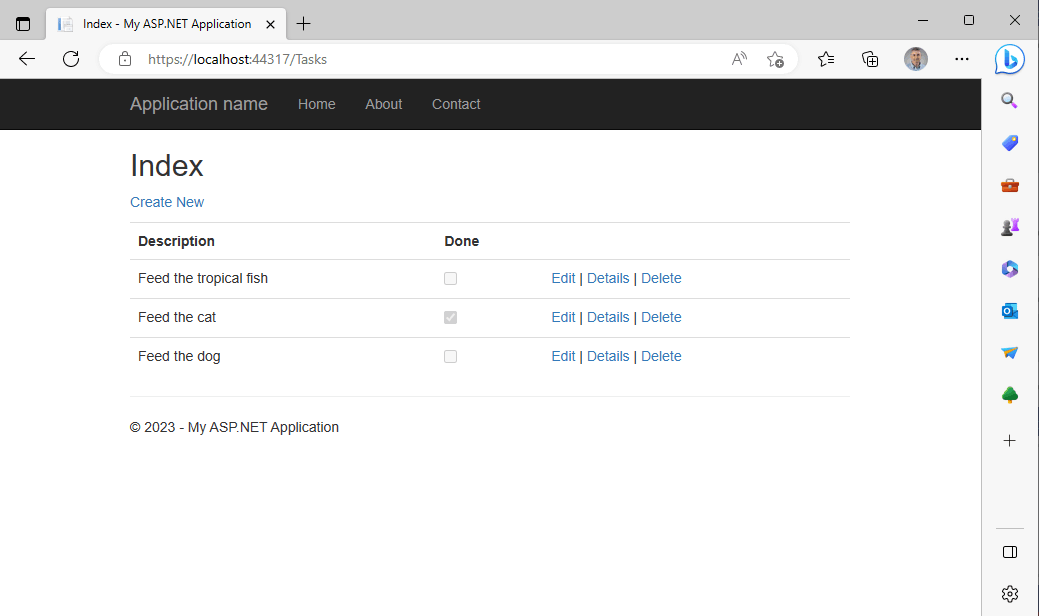 Index - My ASP.NET Application
https://localhost:44317/Tasks
Application name Home About Contact
Index
Create New
Description Done
Feed the tropical fish Edit | Details | Delete
Feed the cat Edit | Details | Delete
Feed the dog Edit | Details | Delete
© 2023 - My ASP.NET Application